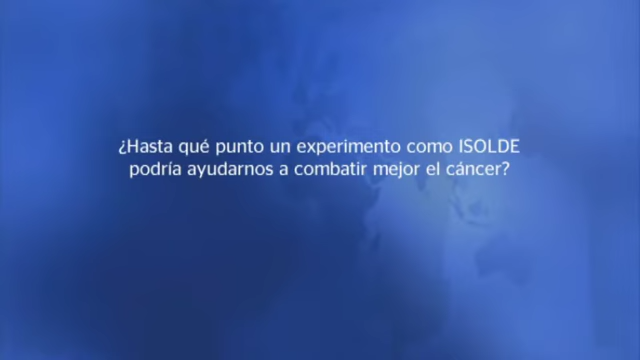 ¿Hasta qué punto un experimento como ISOLDE
podría ayudarnos a combatir mejor el cáncer?